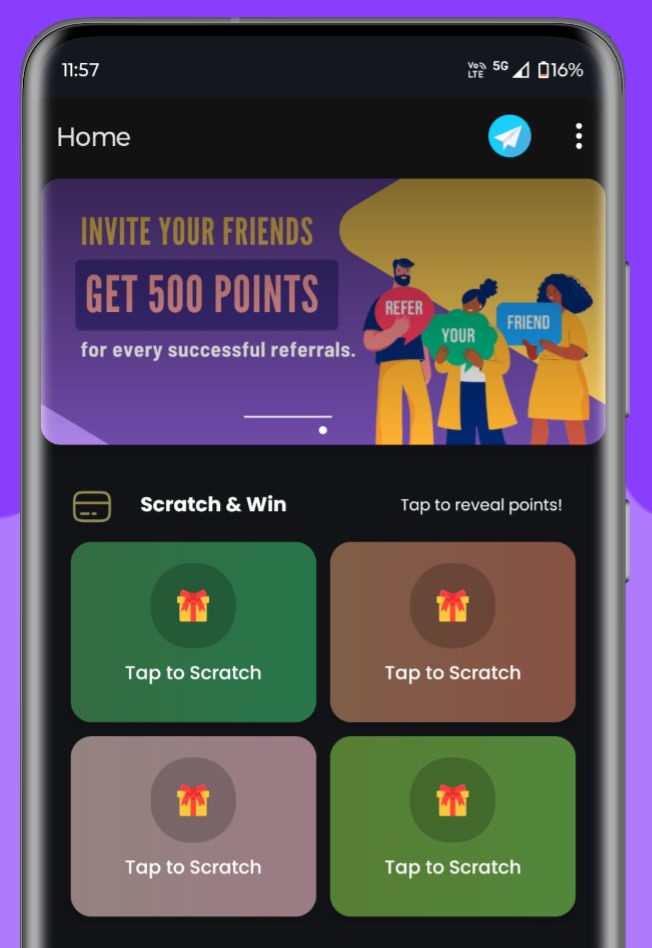 11:57
Vo LTE 5G 16%
Home
INVITE YOUR FRIENDS
GET 500 POINTS
for every successful referrals.
REFER
YOUR
FRIEND
Scratch & Win
Tap to reveal points!
Tap to Scratch
Tap to Scratch
Tap to Scratch
Tap to Scratch